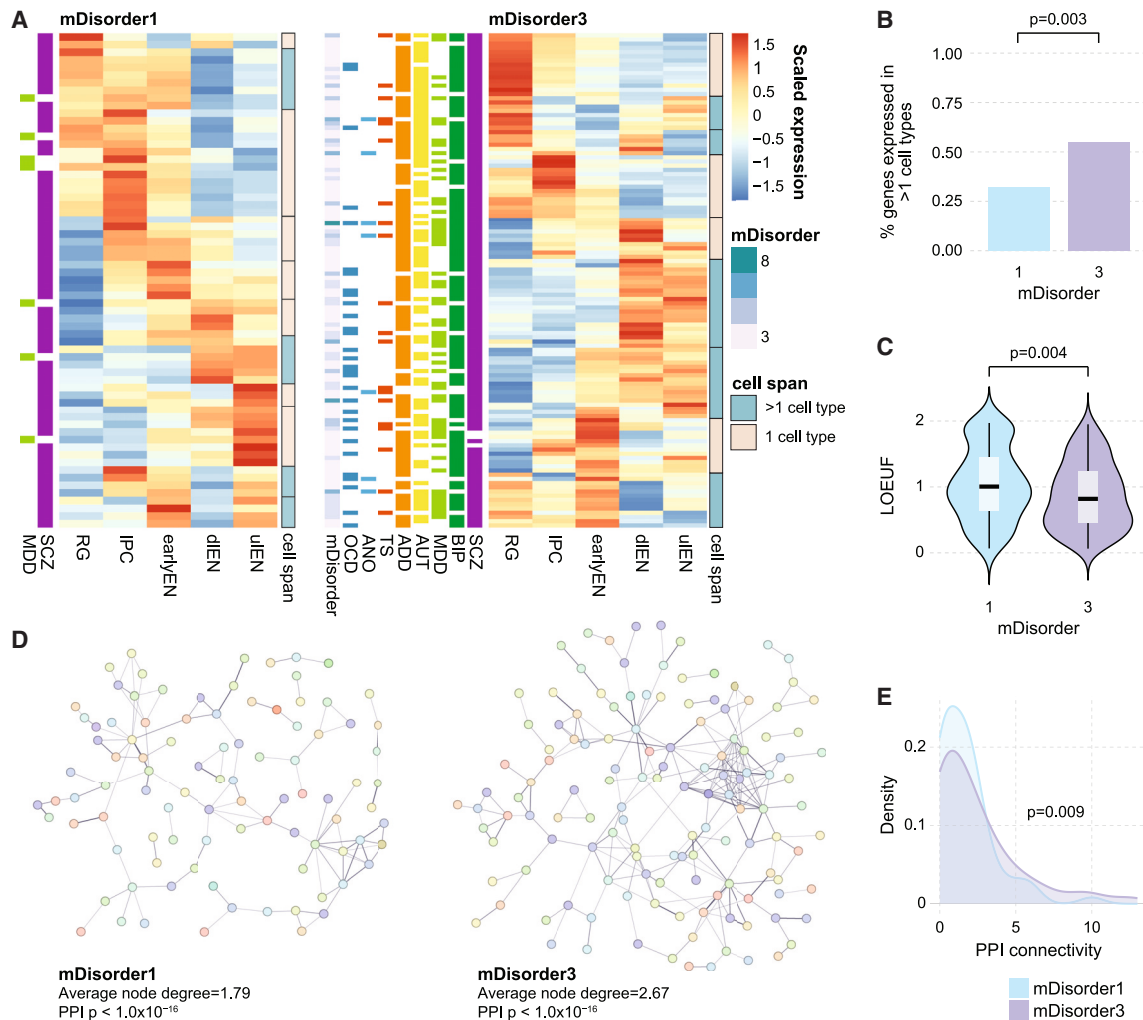 A
mDisorder1
mDisorder3
1.5
1
0.5
0
−0.5
−1
−1.5
Scaled expression
mDisorder
8
3
cell span
>1 cell type
1 cell type
MDD
SCZ
RG
IPC
earlyEN
dlEN
ulEN
cell span
mDisorder
OCD
ANO
TS
ADD
AUT
MDD
BIP
SCZ
RG
IPC
earlyEN
dlEN
ulEN
cell span
B
p=0.003
1.00
0.75
0.50
0.25
0.00
% genes expressed in
>1 cell types
1
3
mDisorder
C
p=0.004
2
1
0
LOEUF
1
3
mDisorder
D
mDisorder1
Average node degree=1.79
PPI p < 1.0x10⁻¹⁶
mDisorder3
Average node degree=2.67
PPI p < 1.0x10⁻¹⁶
E
0.2
0.1
0
Density
p=0.009
0
5
10
PPI connectivity
mDisorder1
mDisorder3